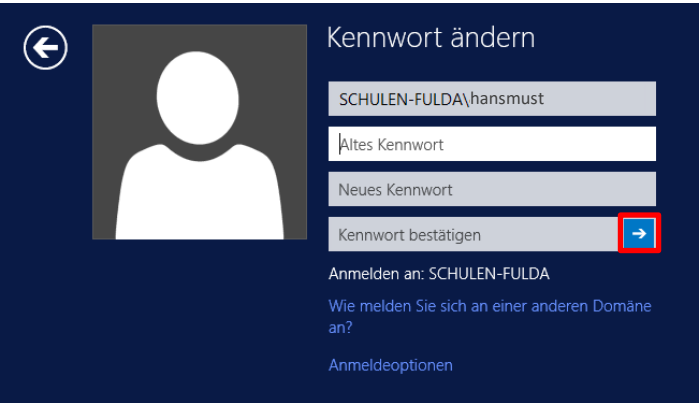 Kennwort ändern
SCHULEN-FULDA\hansmust
Altes Kennwort
Neues Kennwort
Kennwort bestätigen
Anmelden an: SCHULEN-FULDA
Wie melden Sie sich an einer anderen Domäne
an?
Anmeldeoptionen